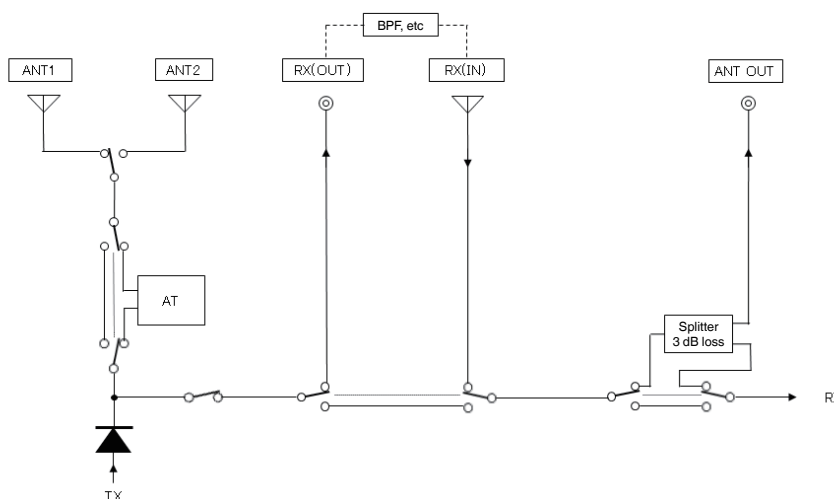 BPF, etc
ANT1
ANT2
RX(OUT)
RX(IN)
ANT OUT
AT
Splitter
3 dB loss
TX